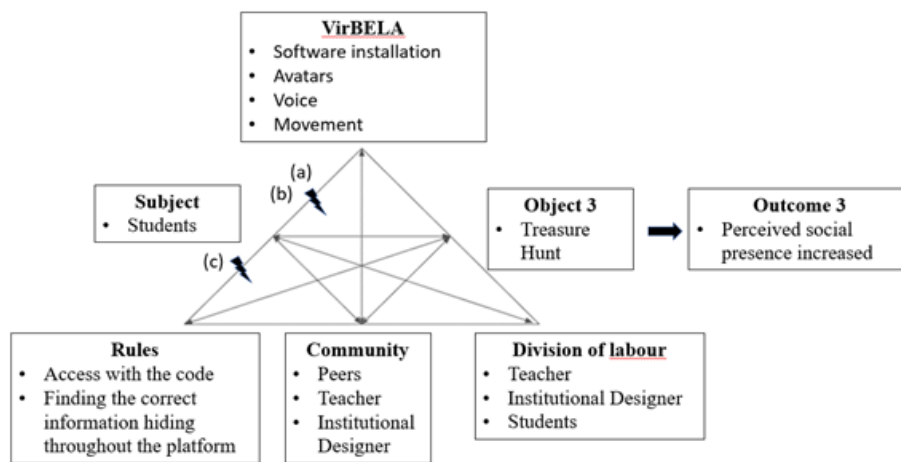 VirBELA
• Software installation
• Avatars
• Voice
• Movement
(a)
(b)
Subject
• Students
Object 3
• Treasure
Hunt
Outcome 3
• Perceived social
presence increased
(c)
Rules
• Access with the code
• Finding the correct
information hiding
throughout the platform
Community
• Peers
• Teacher
• Institutional
Designer
Division of labour
• Teacher
• Institutional Designer
• Students